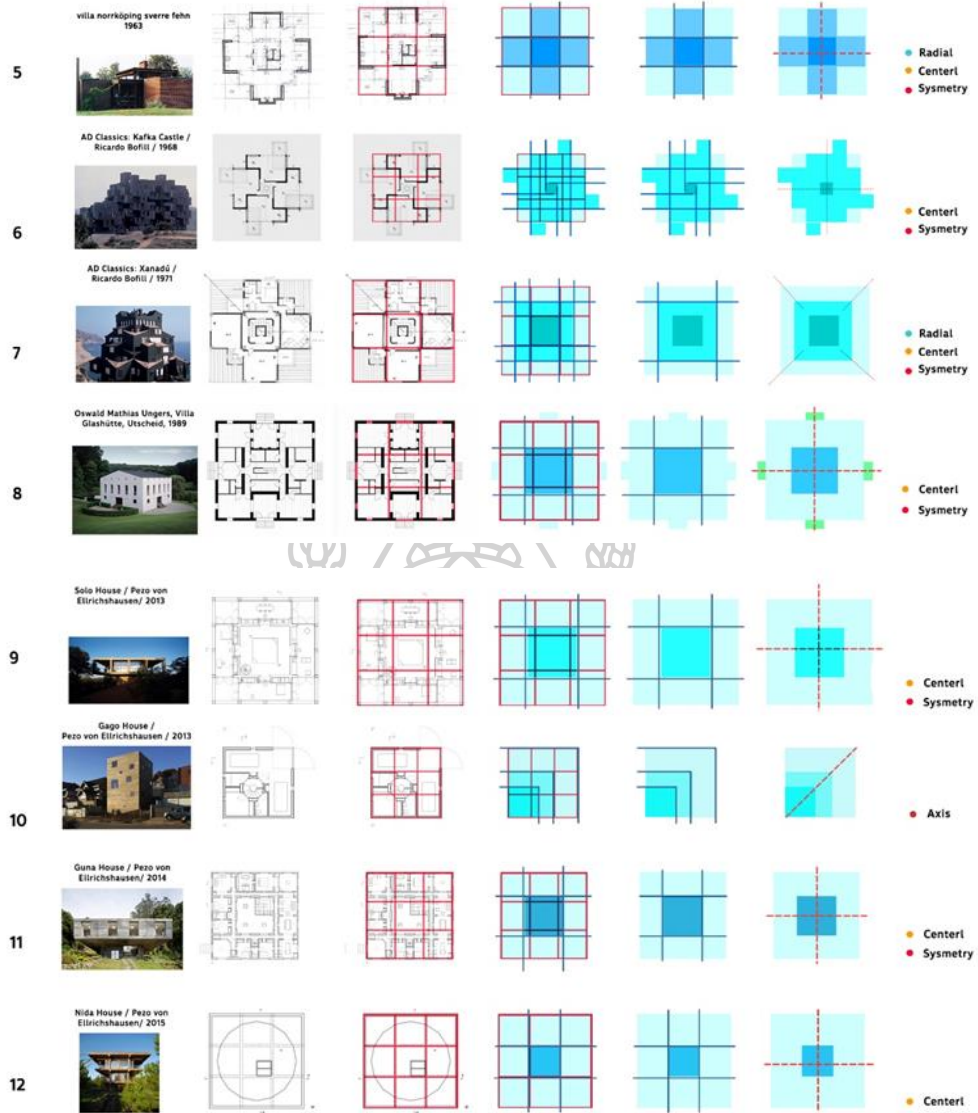 villa norrköping sverre fehn
1963
5
Radial
Centerl
Sysmetry
AD Classics: Kafka Castle /
Ricardo Bofill / 1968
6
Centerl
Sysmetry
AD Classics: Xanadú /
Ricardo Bofill / 1971
7
Radial
Centerl
Sysmetry
Oswald Mathias Ungers, Villa
Glashütte, Utscheid, 1989
8
Centerl
Sysmetry
Solo House / Pezo von
Ellrichshausen/ 2013
9
Centerl
Sysmetry
Gago House /
Pezo von Ellrichshausen / 2013
10
Axis
Guna House / Pezo von
Ellrichshausen/ 2014
11
Centerl
Sysmetry
Nida House / Pezo von
Ellrichshausen/ 2015
12
Centerl